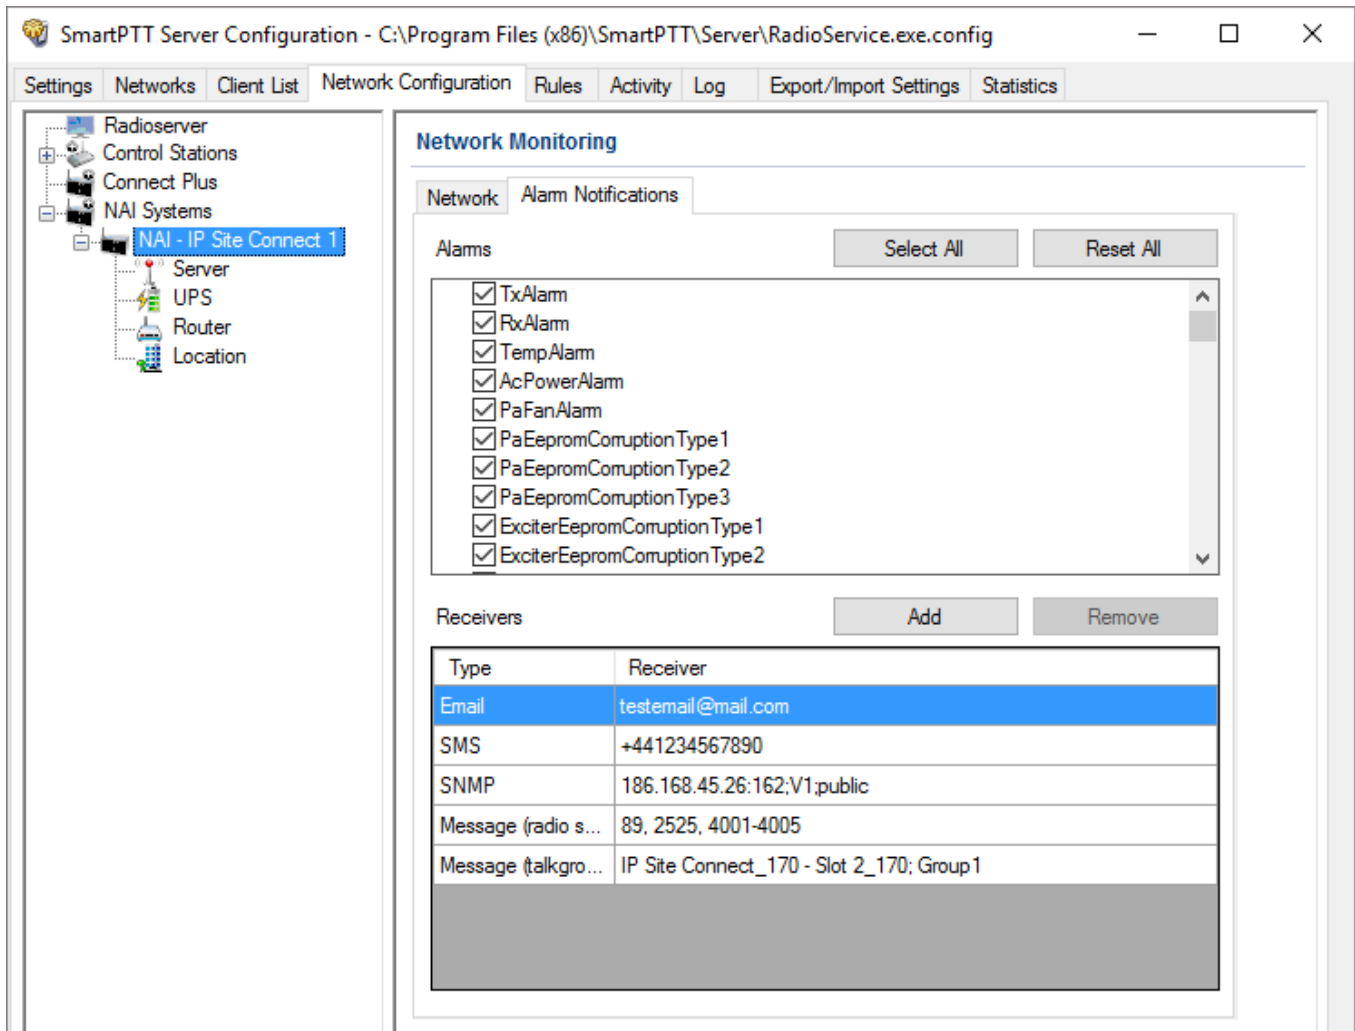 SmartPTT Server Configuration - C:\Program Files (x86)\SmartPTT\Server\RadioService.exe.config
Settings Networks Client List Network Configuration Rules Activity Log Export/Import Settings Statistics
Radioserver
Control Stations
Connect Plus
NAI Systems
NAI - IP Site Connect 1
Server
UPS
Router
Location
Network Monitoring
Network Alarm Notifications
Alarms Select All Reset All
TxAlarm
RxAlarm
TempAlarm
AcPowerAlarm
PaFanAlarm
PaEepromCorruptionType1
PaEepromCorruptionType2
PaEepromCorruptionType3
ExciterEepromCorruptionType1
ExciterEepromCorruptionType2
Receivers Add Remove
Type Receiver
Email testemail@mail.com
SMS +441234567890
SNMP 186.168.45.26:162;V1;public
Message (radio s... 89, 2525, 4001-4005
Message (talkgro... IP Site Connect_170 - Slot 2_170; Group1